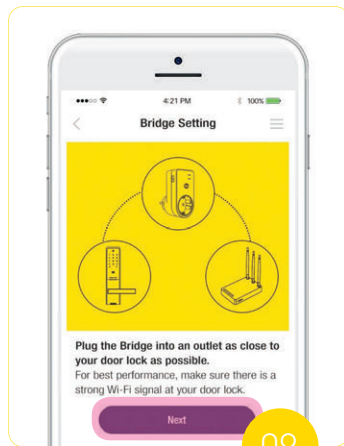 4:21 PM
100%
Bridge Setting
Plug the Bridge into an outlet as close to
your door lock as possible.
For best performance, make sure there is a
strong Wi-Fi signal at your door lock.
Next